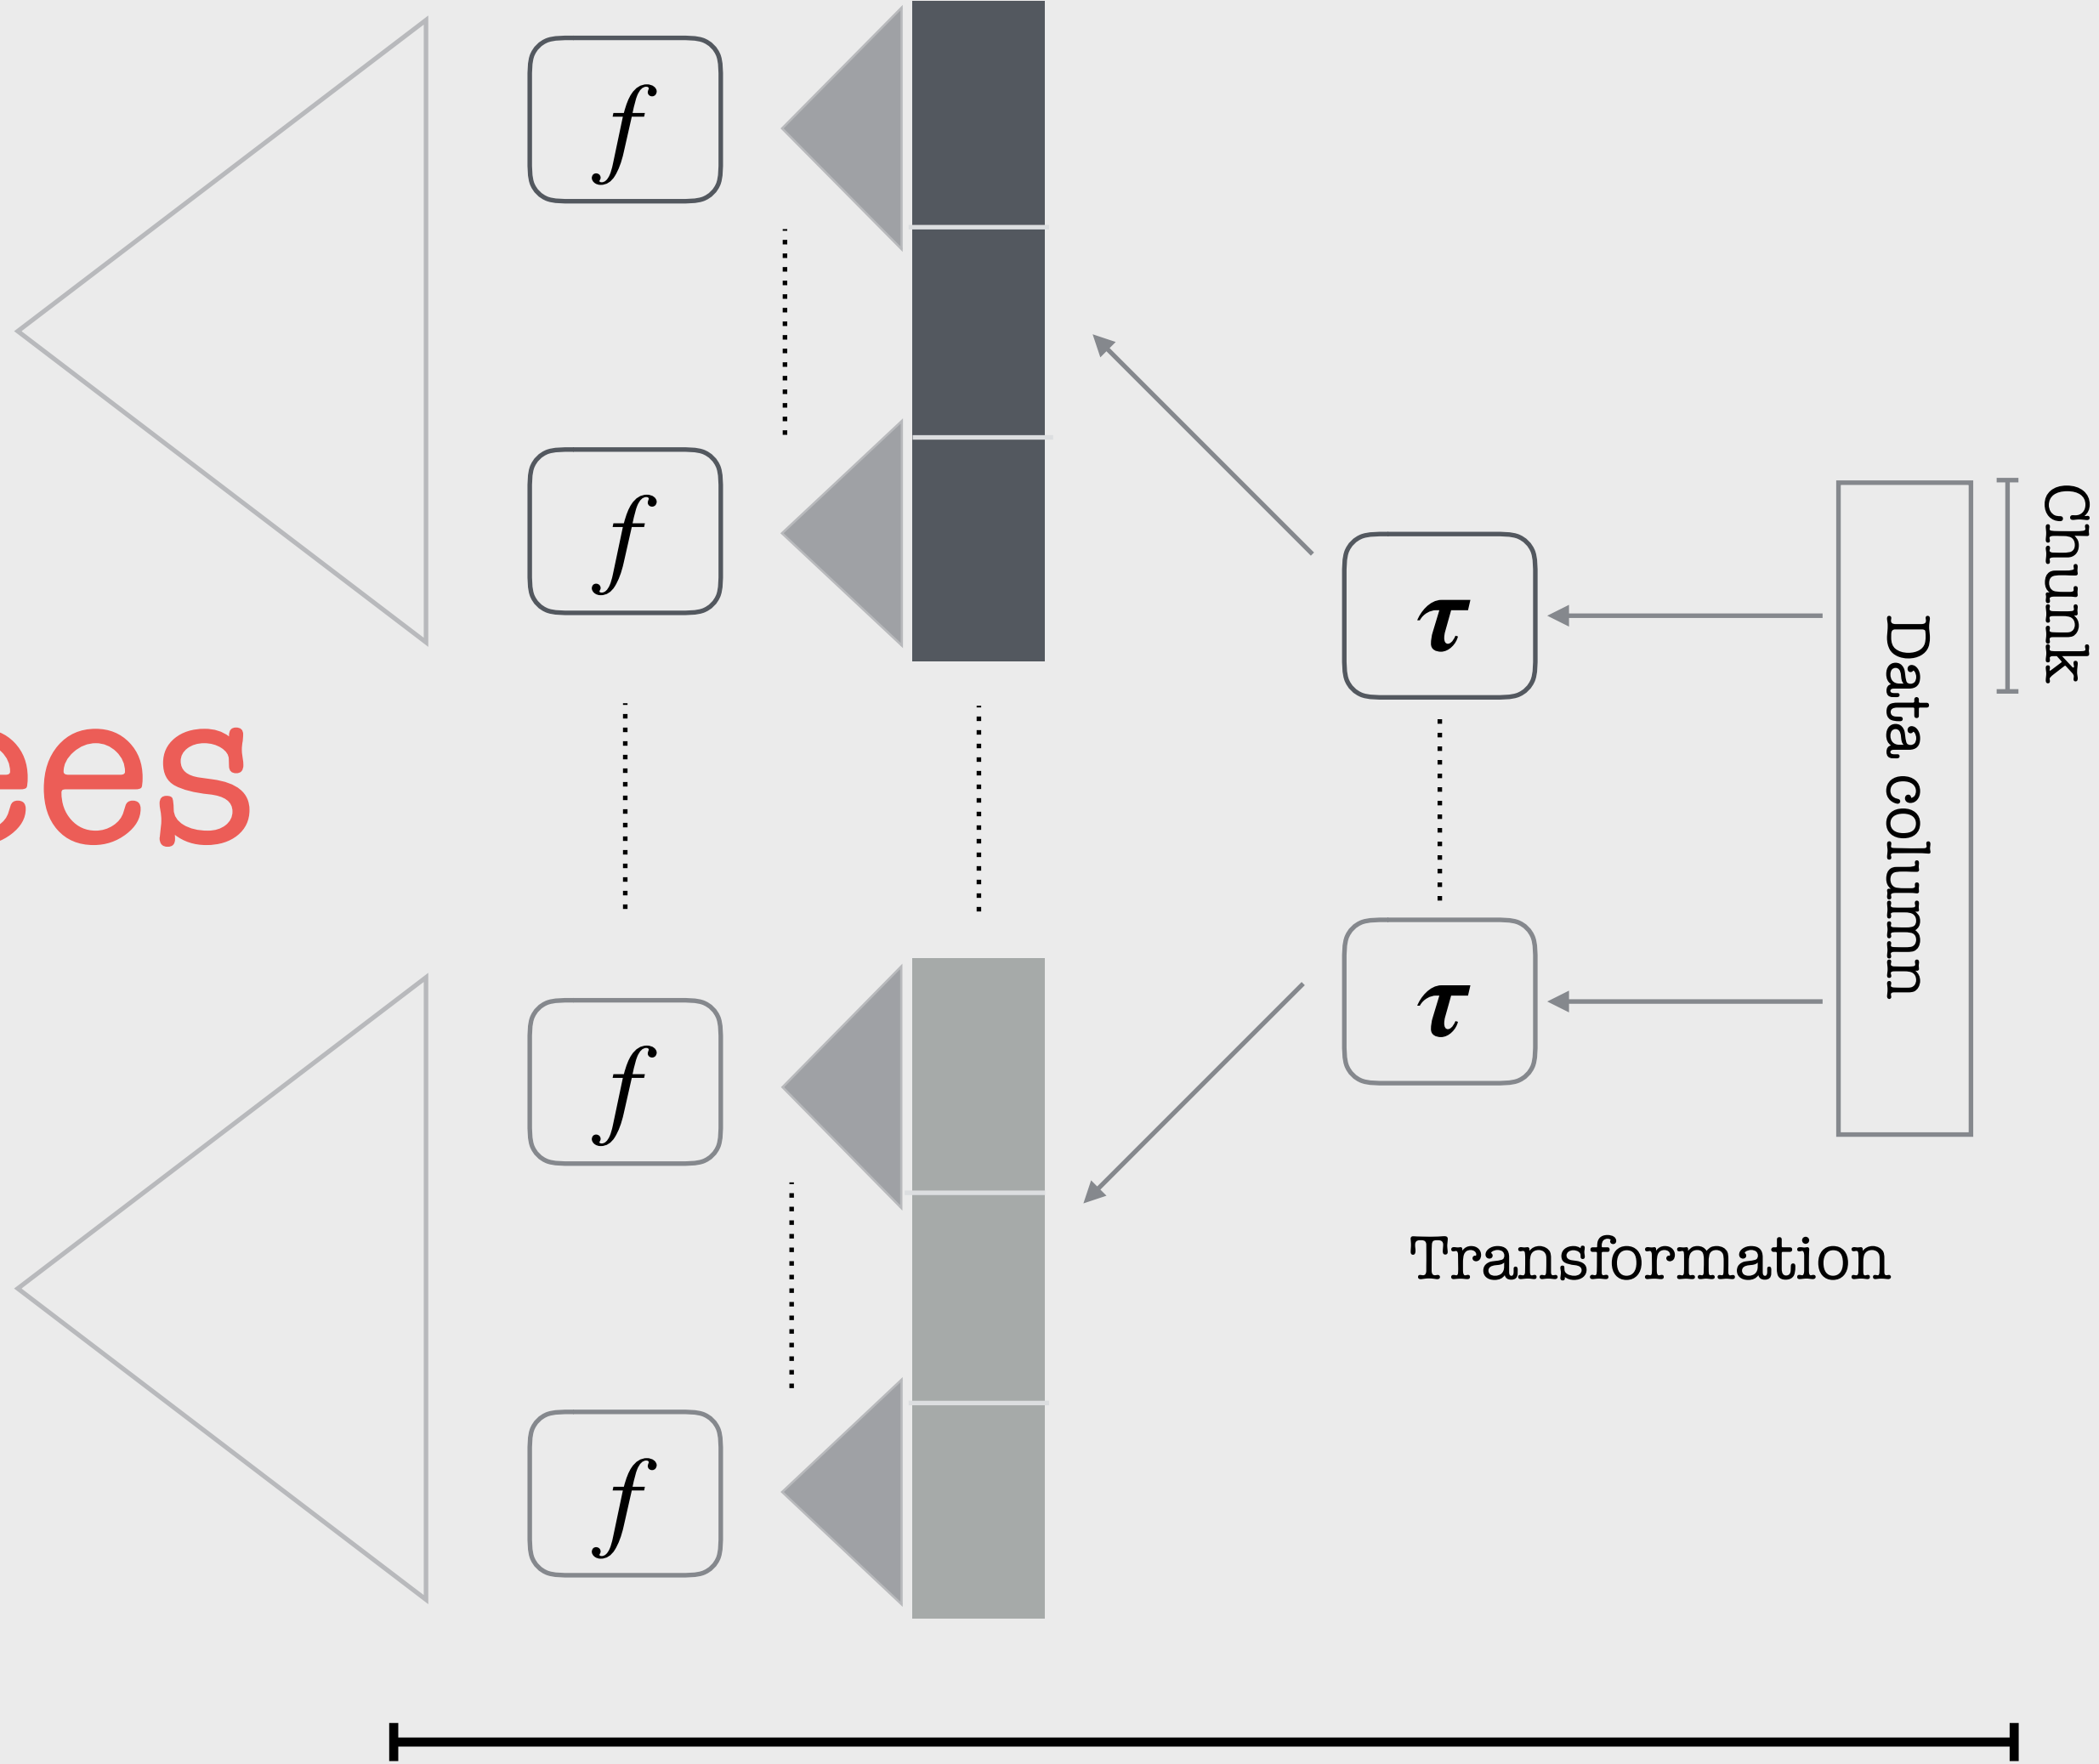 f
f
τ
Chunk
Data column
ees
τ
f
Transformation
f